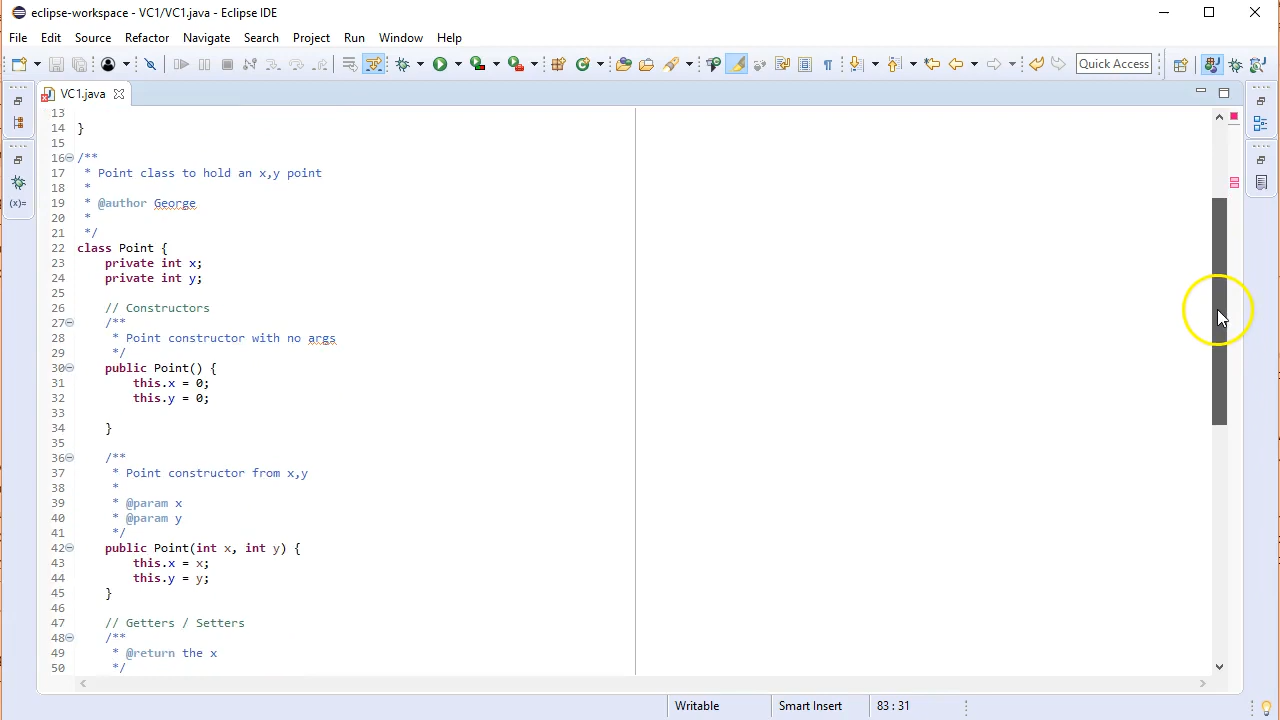 eclipse-workspace - VC1/VC1.java - Eclipse IDE
File Edit Source Refactor Navigate Search Project Run Window Help
Quick Access
VC1.java
(x)=
13
14 }
15
16 /**
17 * Point class to hold an x,y point
18 *
19 * @author George
20 *
21 */
22 class Point {
23 private int x;
24 private int y;
25
26 // Constructors
27 /**
28 * Point constructor with no args
29 */
30 public Point() {
31 this.x = 0;
32 this.y = 0;
33
34 }
35
36 /**
37 * Point constructor from x,y
38 *
39 * @param x
40 * @param y
41 */
42 public Point(int x, int y) {
43 this.x = x;
44 this.y = y;
45 }
46
47 // Getters / Setters
48 /**
49 * @return the x
50 */
Writable Smart Insert 83 : 31